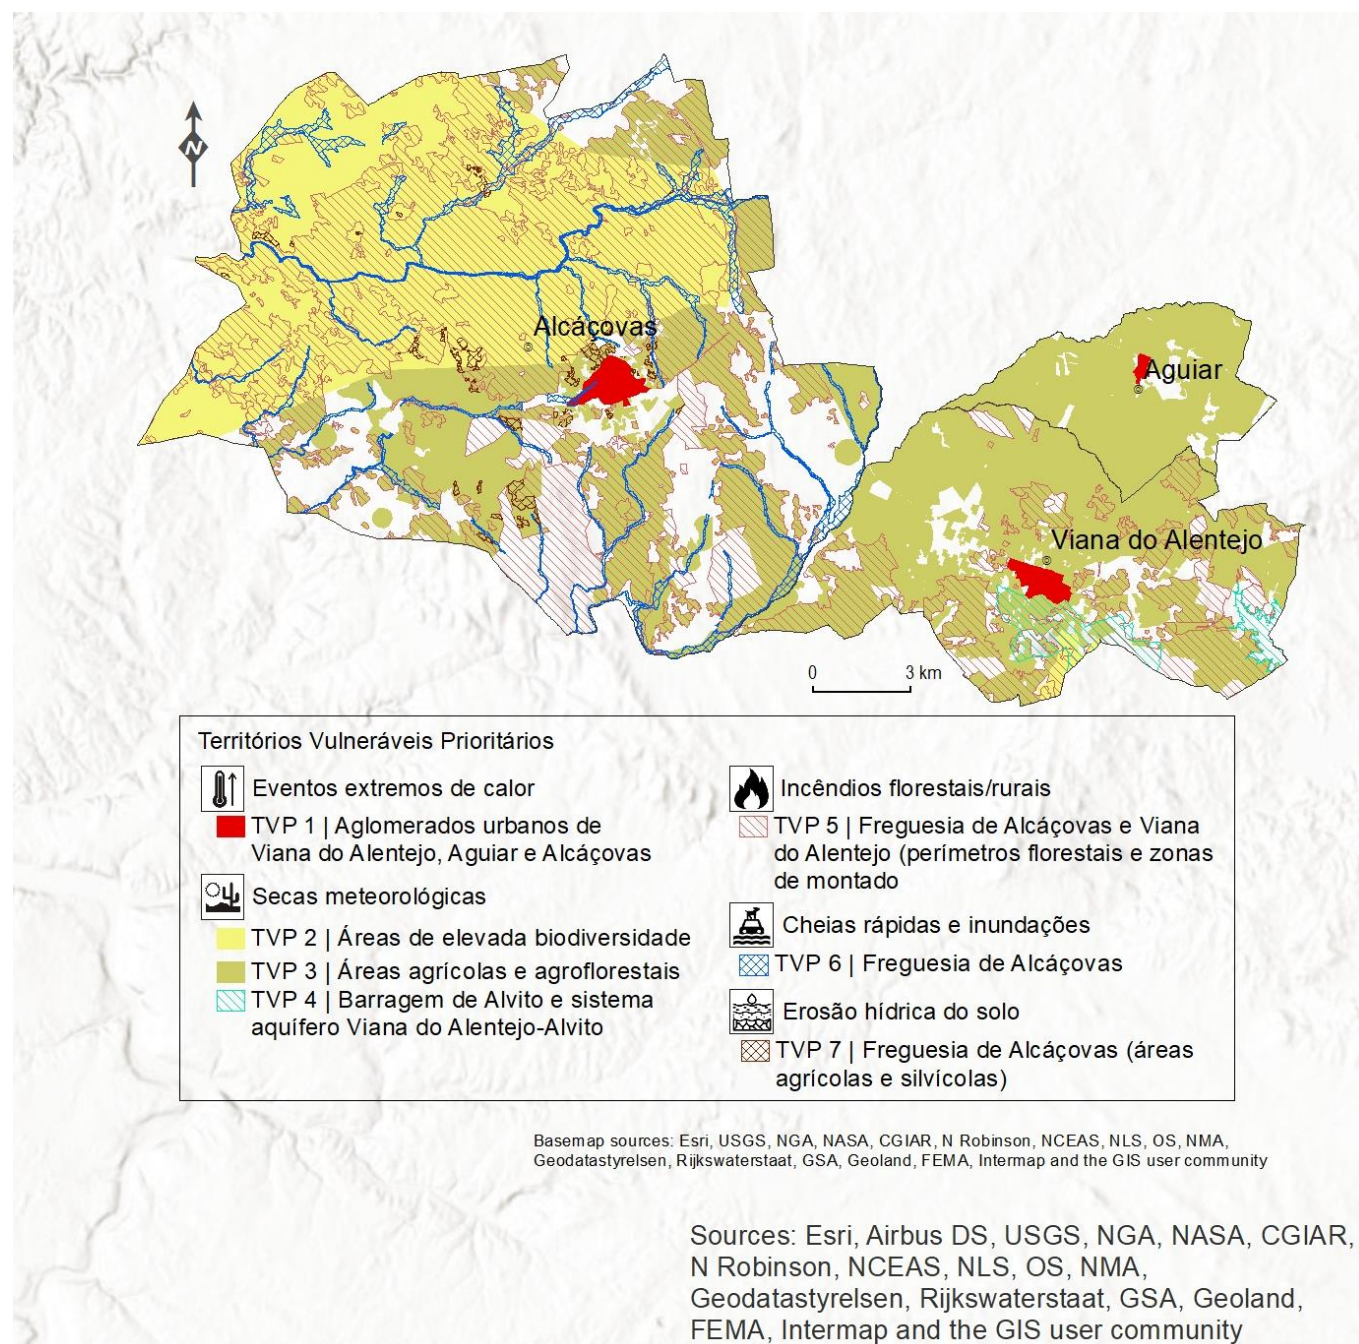 N
Alcáçovas
Aguiar
Viana do Alentejo
0 3 km
Territórios Vulneráveis Prioritários
Eventos extremos de calor
TVP 1 | Aglomerados urbanos de
Viana do Alentejo, Aguiar e Alcáçovas
Secas meteorológicas
TVP 2 | Áreas de elevada biodiversidade
TVP 3 | Áreas agrícolas e agroflorestais
TVP 4 | Barragem de Alvito e sistema
aquífero Viana do Alentejo-Alvito
Incêndios florestais/rurais
TVP 5 | Freguesia de Alcáçovas e Viana
do Alentejo (perímetros florestais e zonas
de montado
Cheias rápidas e inundações
TVP 6 | Freguesia de Alcáçovas
Erosão hídrica do solo
TVP 7 | Freguesia de Alcáçovas (áreas
agrícolas e silvícolas)
Basemap sources: Esri, USGS, NGA, NASA, CGIAR, N Robinson, NCEAS, NLS, OS, NMA,
Geodatastyrelsen, Rijkswaterstaat, GSA, Geoland, FEMA, Intermap and the GIS user community
Sources: Esri, Airbus DS, USGS, NGA, NASA, CGIAR,
N Robinson, NCEAS, NLS, OS, NMA,
Geodatastyrelsen, Rijkswaterstaat, GSA, Geoland,
FEMA, Intermap and the GIS user community